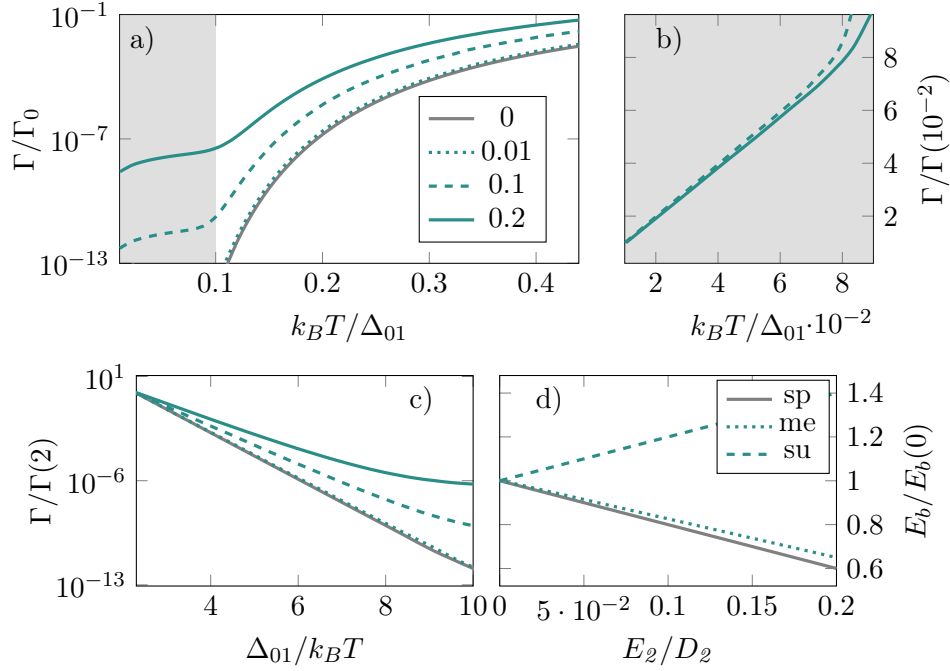 a)
b)
10^{-1}
10^{-7}
10^{-13}
Γ/Γ_0
0
0.01
0.1
0.2
0.1
0.2
0.3
0.4
k_BT/Δ_{01}
8
6
4
2
Γ/Γ(10^{-2})
2
4
6
8
k_BT/Δ_{01}·10^{-2}
c)
d)
10^1
10^{-6}
10^{-13}
Γ/Γ(2)
4
6
8
10
Δ_{01}/k_BT
sp
me
su
1.4
1.2
1
0.8
0.6
E_b/E_b(0)
0
5 · 10^{-2}
0.1
0.15
0.2
E_2/D_2